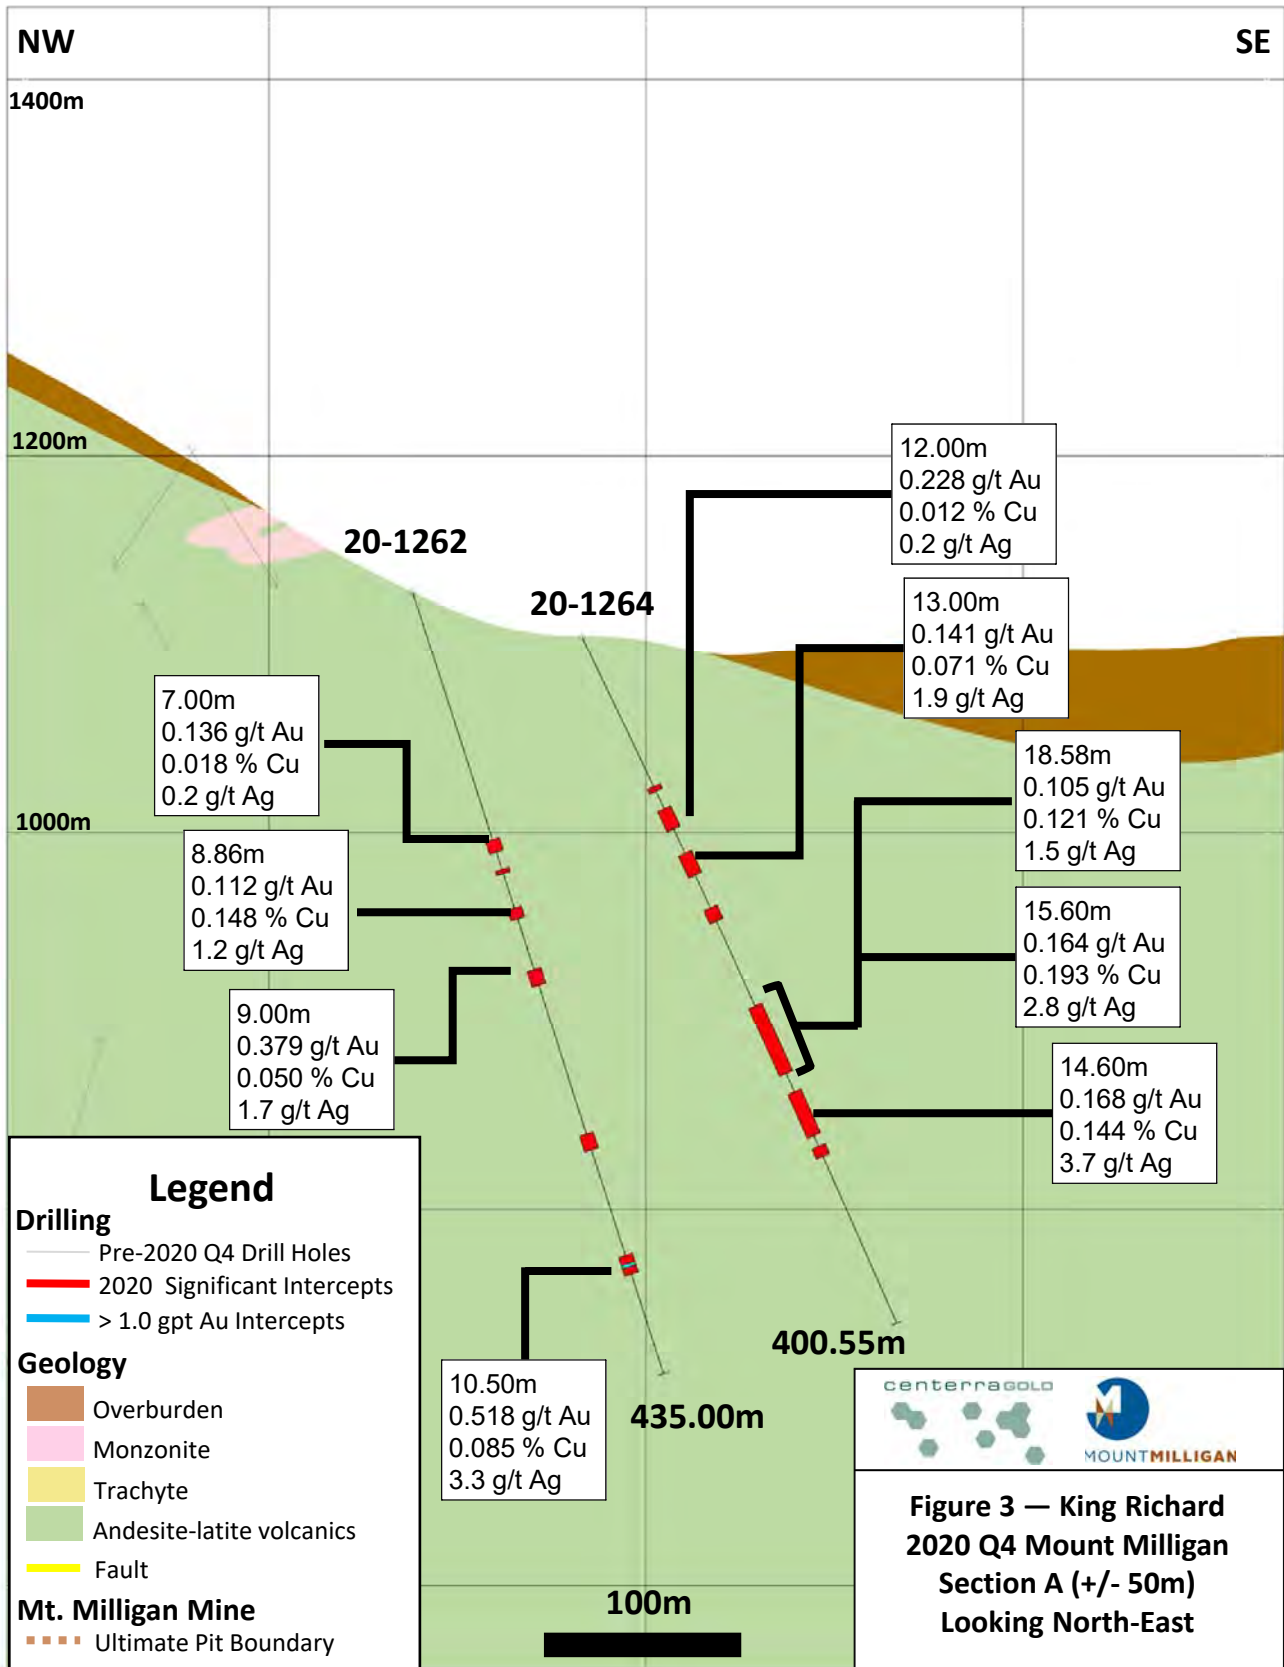 NW
SE
1400m
1200m
1000m
20-1262
20-1264
12.00m
0.228 g/t Au
0.012 % Cu
0.2 g/t Ag
13.00m
0.141 g/t Au
0.071 % Cu
1.9 g/t Ag
7.00m
0.136 g/t Au
0.018 % Cu
0.2 g/t Ag
18.58m
0.105 g/t Au
0.121 % Cu
1.5 g/t Ag
8.86m
0.112 g/t Au
0.148 % Cu
1.2 g/t Ag
15.60m
0.164 g/t Au
0.193 % Cu
2.8 g/t Ag
9.00m
0.379 g/t Au
0.050 % Cu
1.7 g/t Ag
14.60m
0.168 g/t Au
0.144 % Cu
3.7 g/t Ag
10.50m
0.518 g/t Au
0.085 % Cu
3.3 g/t Ag
400.55m
435.00m
Legend
Drilling
Pre-2020 Q4 Drill Holes
2020 Significant Intercepts
> 1.0 gpt Au Intercepts
Geology
Overburden
Monzonite
Trachyte
Andesite-latite volcanics
Fault
Mt. Milligan Mine
Ultimate Pit Boundary
100m
centerraGOLD
MOUNTMILLIGAN
Figure 3 — King Richard
2020 Q4 Mount Milligan
Section A (+/- 50m)
Looking North-East